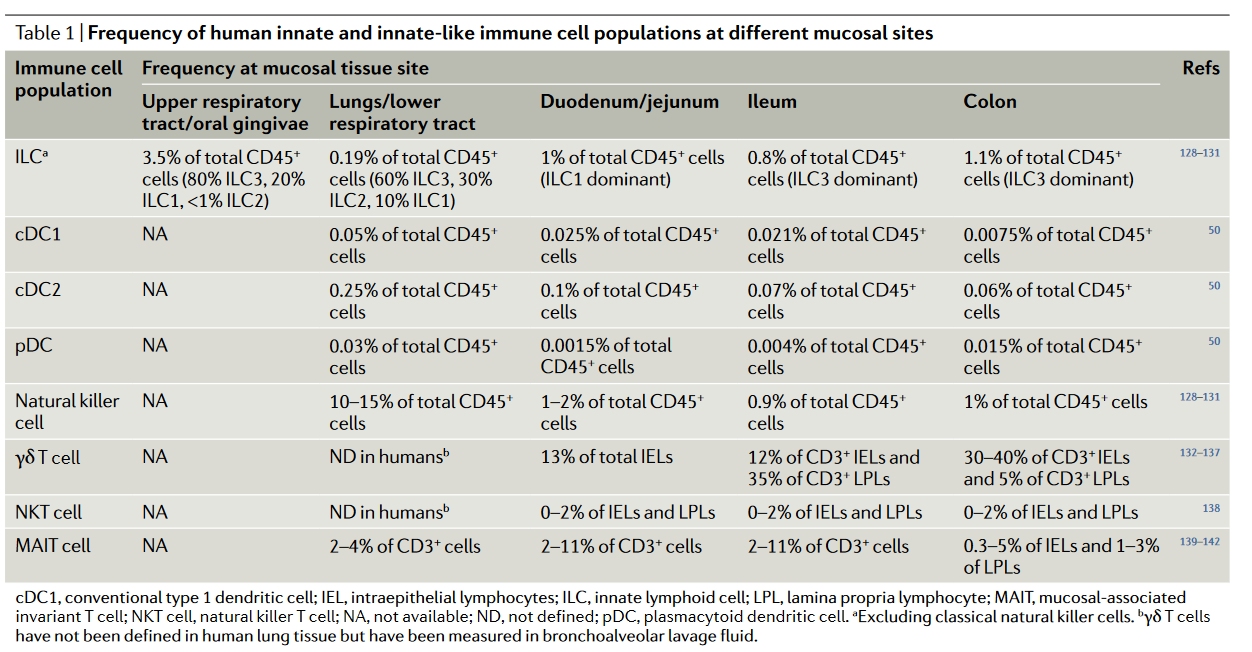 Table 1 | Frequency of human innate and innate-like immune cell populations at different mucosal sites
Immune cell population Frequency at mucosal tissue site Refs
Upper respiratory tract/oral gingivae Lungs/lower respiratory tract Duodenum/jejunum Ileum Colon
ILCᵃ 3.5% of total CD45⁺ cells (80% ILC3, 20% ILC1, <1% ILC2) 0.19% of total CD45⁺ cells (60% ILC3, 30% ILC2, 10% ILC1) 1% of total CD45⁺ cells (ILC1 dominant) 0.8% of total CD45⁺ cells (ILC3 dominant) 1.1% of total CD45⁺ cells (ILC3 dominant) 128–131
cDC1 NA 0.05% of total CD45⁺ cells 0.025% of total CD45⁺ cells 0.021% of total CD45⁺ cells 0.0075% of total CD45⁺ cells 50
cDC2 NA 0.25% of total CD45⁺ cells 0.1% of total CD45⁺ cells 0.07% of total CD45⁺ cells 0.06% of total CD45⁺ cells 50
pDC NA 0.03% of total CD45⁺ cells 0.0015% of total CD45⁺ cells 0.004% of total CD45⁺ cells 0.015% of total CD45⁺ cells 50
Natural killer cell NA 10–15% of total CD45⁺ cells 1–2% of total CD45⁺ cells 0.9% of total CD45⁺ cells 1% of total CD45⁺ cells 128–131
γδ T cell NA ND in humansᵇ 13% of total IELs 12% of CD3⁺ IELs and 35% of CD3⁺ LPLs 30–40% of CD3⁺ IELs and 5% of CD3⁺ LPLs 132–137
NKT cell NA ND in humansᵇ 0–2% of IELs and LPLs 0–2% of IELs and LPLs 0–2% of IELs and LPLs 138
MAIT cell NA 2–4% of CD3⁺ cells 2–11% of CD3⁺ cells 2–11% of CD3⁺ cells 0.3–5% of IELs and 1–3% of LPLs 139–142
cDC1, conventional type 1 dendritic cell; IEL, intraepithelial lymphocytes; ILC, innate lymphoid cell; LPL, lamina propria lymphocyte; MAIT, mucosal-associated
invariant T cell; NKT cell, natural killer T cell; NA, not available; ND, not defined; pDC, plasmacytoid dendritic cell. ᵃExcluding classical natural killer cells. ᵇγδ T cells
have not been defined in human lung tissue but have been measured in bronchoalveolar lavage fluid.